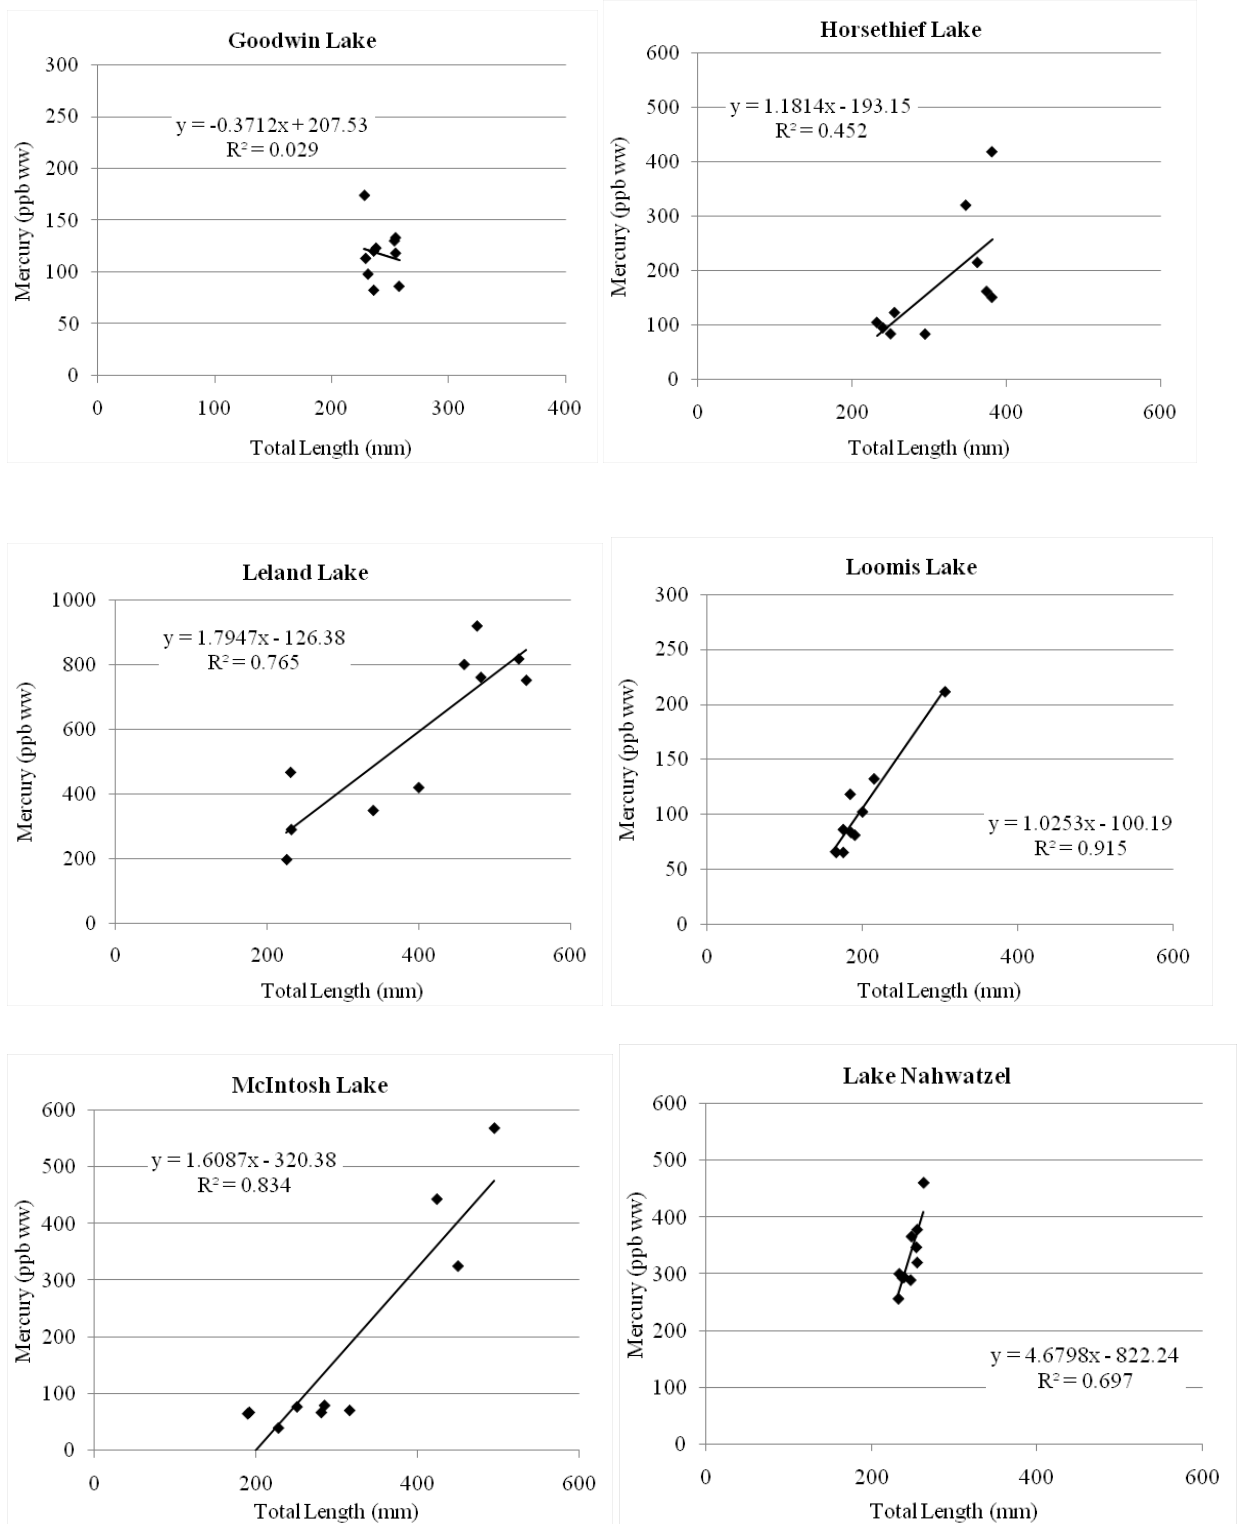 Goodwin Lake
300
250
200
150
100
50
0
y = -0.3712x + 207.53
R² = 0.029
0 100 200 300 400
Total Length (mm)
Mercury (ppb ww)
Horsethief Lake
600
500
400
300
200
100
0
y = 1.1814x - 193.15
R² = 0.452
0 200 400 600
Total Length (mm)
Mercury (ppb ww)
Leland Lake
1000
800
600
400
200
0
y = 1.7947x - 126.38
R² = 0.765
0 200 400 600
Total Length (mm)
Mercury (ppb ww)
Loomis Lake
300
250
200
150
100
50
0
y = 1.0253x - 100.19
R² = 0.915
0 200 400 600
Total Length (mm)
Mercury (ppb ww)
McIntosh Lake
600
500
400
300
200
100
0
y = 1.6087x - 320.38
R² = 0.834
0 200 400 600
Total Length (mm)
Mercury (ppb ww)
Lake Nahwatzel
600
500
400
300
200
100
0
y = 4.6798x - 822.24
R² = 0.697
0 200 400 600
Total Length (mm)
Mercury (ppb ww)